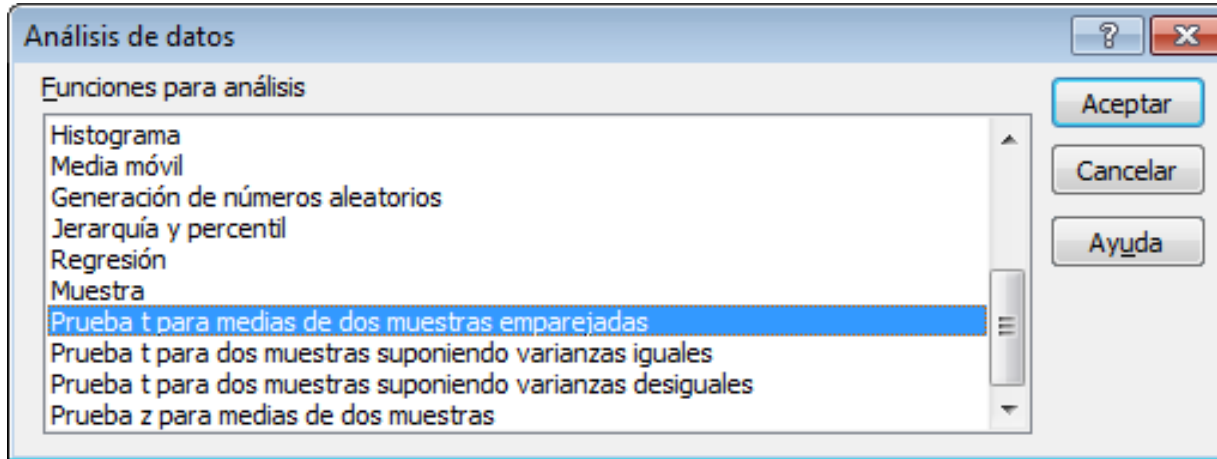 Análisis de datos
Funciones para análisis
Histograma
Media móvil
Generación de números aleatorios
Jerarquía y percentil
Regresión
Muestra
Prueba t para medias de dos muestras emparejadas
Prueba t para dos muestras suponiendo varianzas iguales
Prueba t para dos muestras suponiendo varianzas desiguales
Prueba z para medias de dos muestras
Aceptar
Cancelar
Ayuda